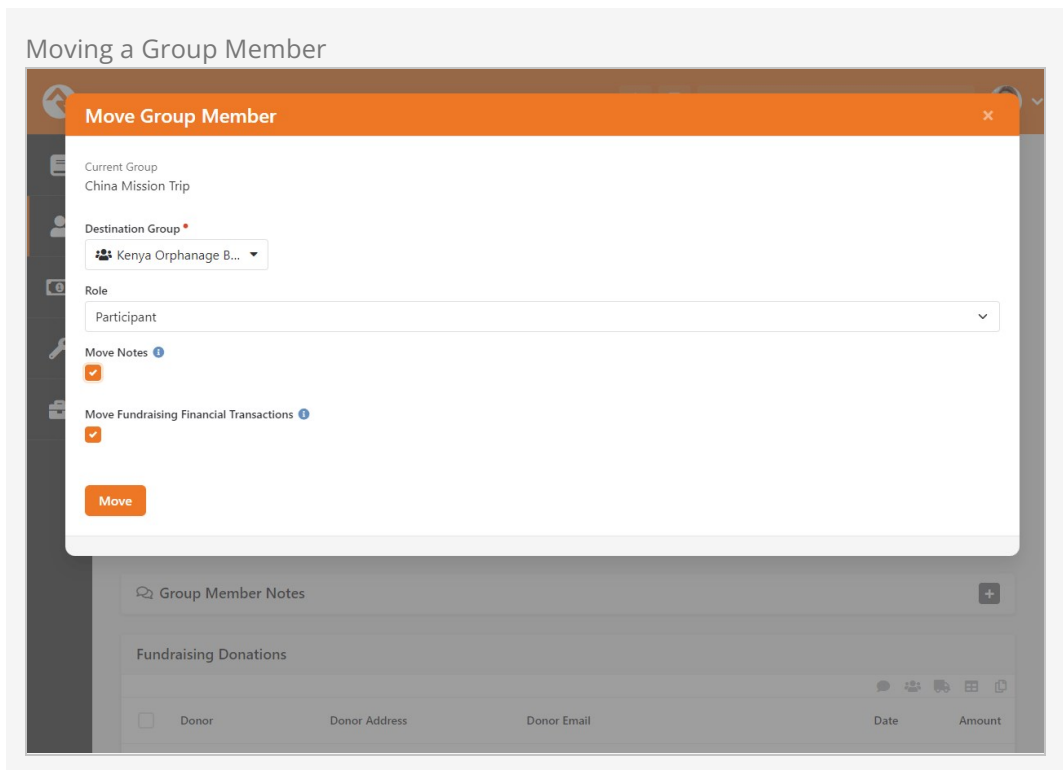 Moving a Group Member
Move Group Member
Current Group
China Mission Trip
Destination Group
Kenya Orphanage B...
Role
Participant
Move Notes
Move Fundraising Financial Transactions
Move
Group Member Notes
Fundraising Donations
Donor Donor Address Donor Email Date Amount